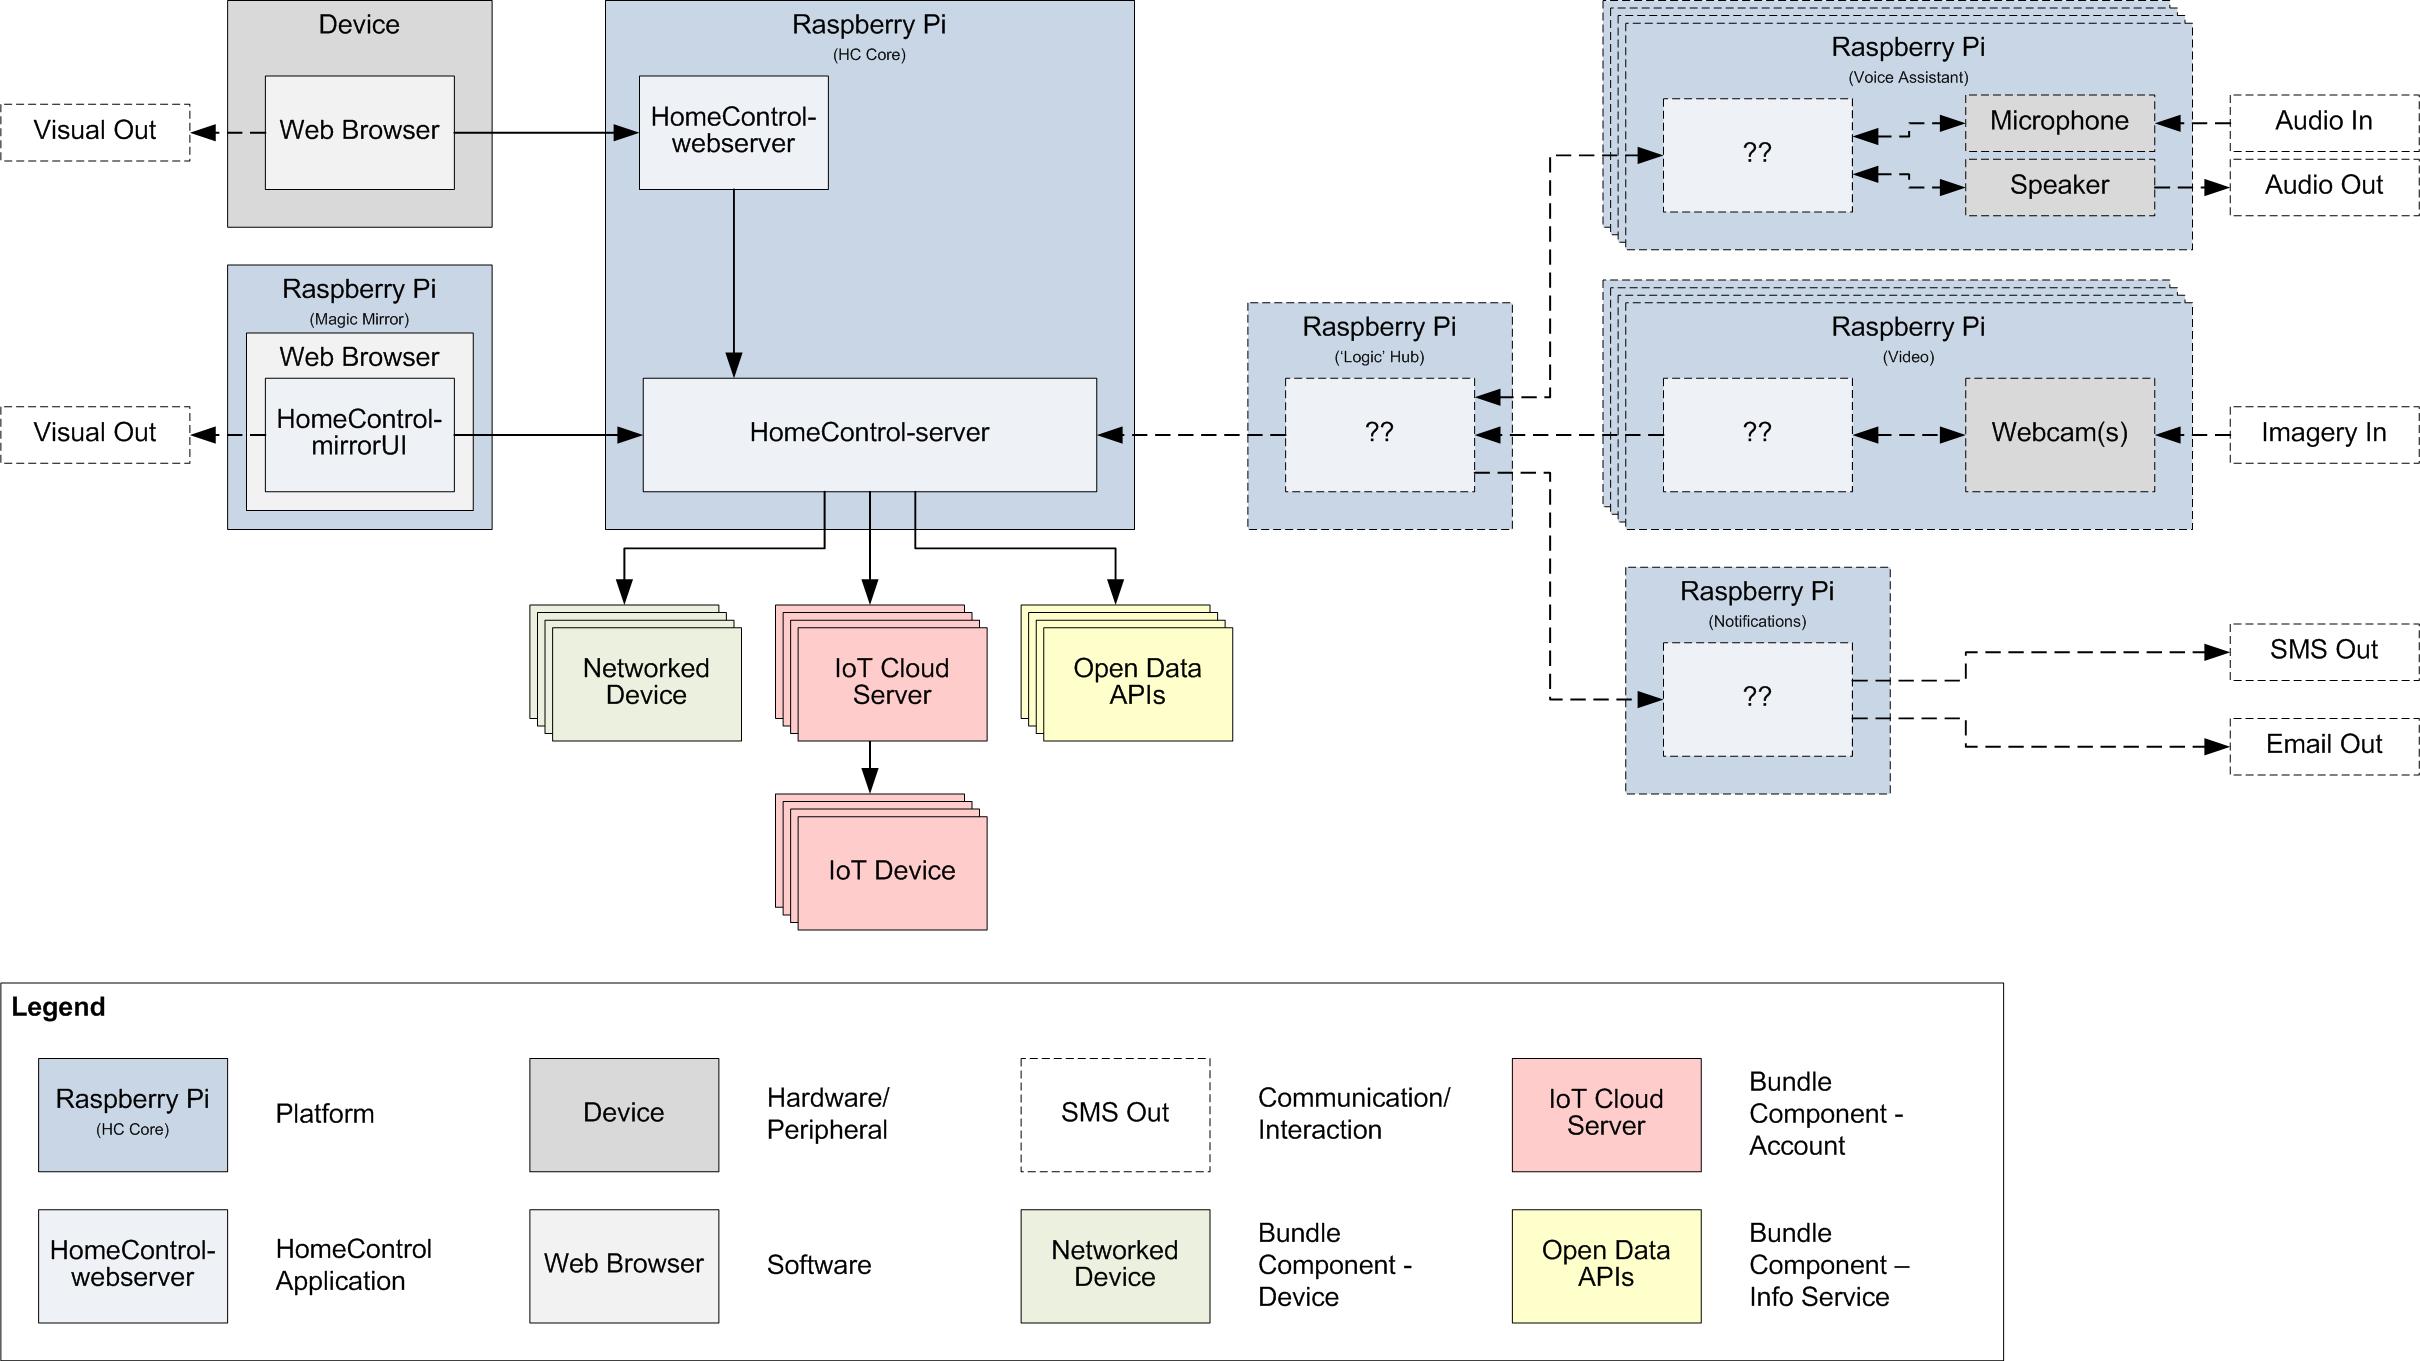 Device
Web Browser
Visual Out
Raspberry Pi
(HC Core)
HomeControl-
webserver
Raspberry Pi
(Magic Mirror)
Web Browser
HomeControl-
mirrorUI
Visual Out
HomeControl-server
Networked
Device
IoT Cloud
Server
Open Data
APIs
IoT Device
Raspberry Pi
(‘Logic’ Hub)
??
Raspberry Pi
(Voice Assistant)
??
Microphone
Speaker
Audio In
Audio Out
Raspberry Pi
(Video)
??
Webcam(s)
Imagery In
Raspberry Pi
(Notifications)
??
SMS Out
Email Out
Legend
Raspberry Pi
(HC Core)
Platform
Device
Hardware/
Peripheral
SMS Out
Communication/
Interaction
IoT Cloud
Server
Bundle
Component -
Account
HomeControl-
webserver
HomeControl
Application
Web Browser
Software
Networked
Device
Bundle
Component -
Device
Open Data
APIs
Bundle
Component –
Info Service